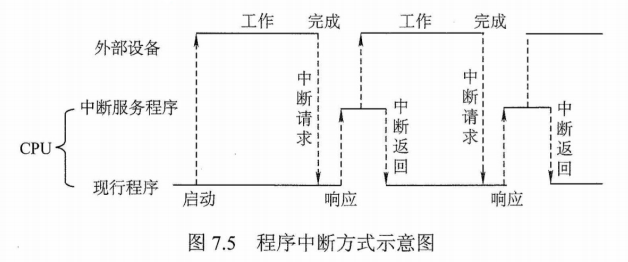 工作 完成 工作 完成
外部设备
中断请求 中断请求
中断服务程序
中断返回 中断返回
CPU
现行程序
启动 响应 响应
图 7.5 程序中断方式示意图